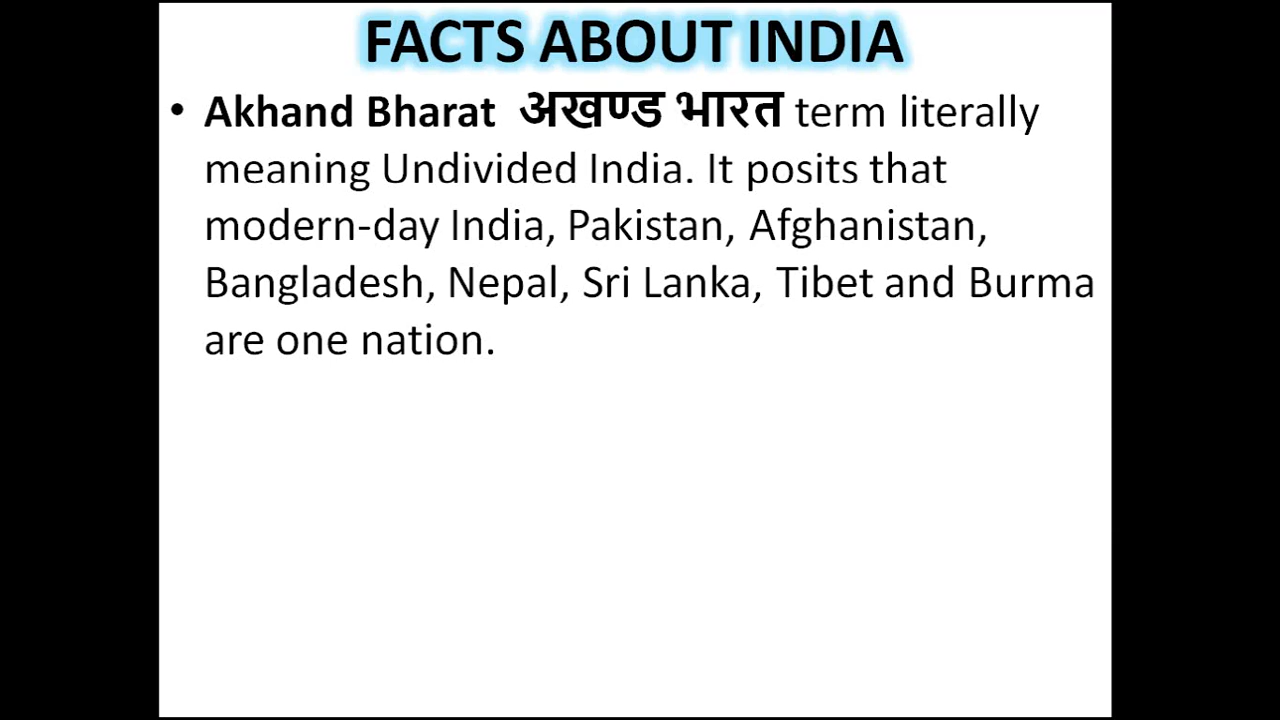 FACTS ABOUT INDIA
• Akhand Bharat अखण्ड भारत term literally
meaning Undivided India. It posits that
modern-day India, Pakistan, Afghanistan,
Bangladesh, Nepal, Sri Lanka, Tibet and Burma
are one nation.